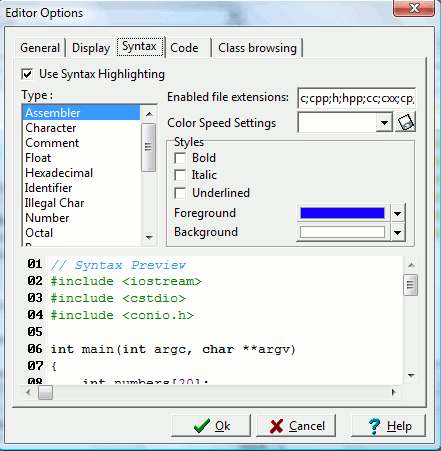 Editor Options
General Display Syntax Code Class browsing
Use Syntax Highlighting
Type :
Enabled file extensions: c;cpp;h;hpp;cc;cxx;cp,
Assembler
Character
Comment
Float
Hexadecimal
Identifier
Illegal Char
Number
Octal
Color Speed Settings
Styles
Bold
Italic
Underlined
Foreground
Background
01 // Syntax Preview
02 #include <iostream>
03 #include <cstdio>
04 #include <conio.h>
05
06 int main(int argc, char **argv)
07 {
08 int numbers[20];
Ok Cancel Help